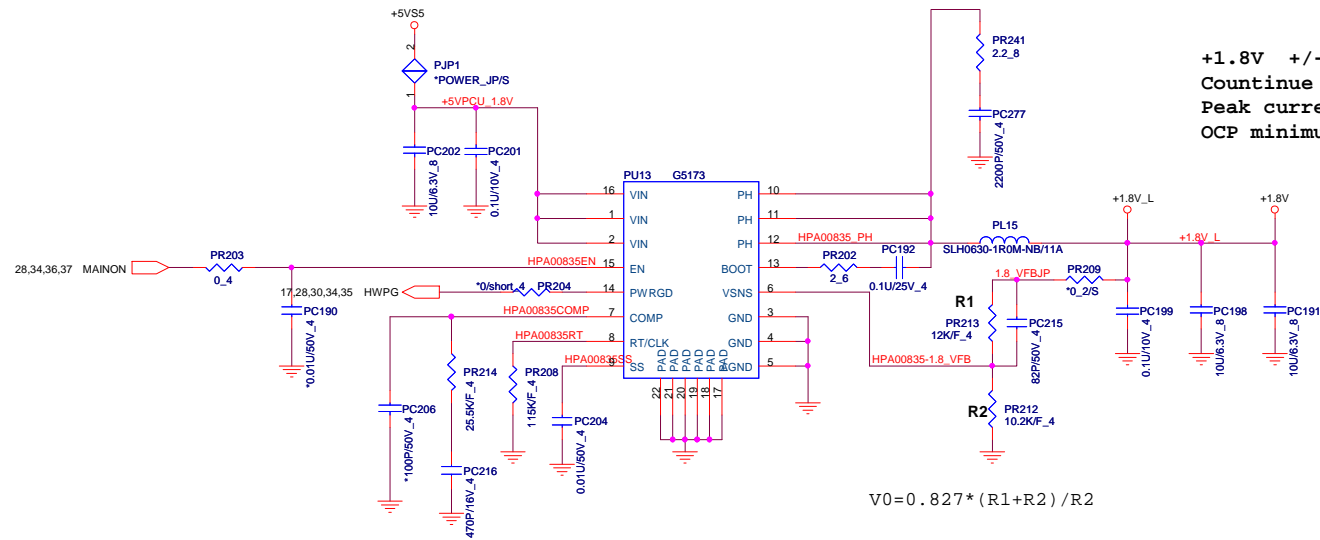 +5VS5
2
PJP1
*POWER_JP/S
1
+5VPCU_1.8V
PC202
10U/6.3V_8
PC201
0.1U/10V_4
PR241
2.2_8
PC277
2200P/50V_4
+1.8V +/-
Countinue
Peak curre
OCP minimu
PU13 G5173
16 VIN
1 VIN
2 VIN
15 EN
14 PWRGD
7 COMP
8 RT/CLK
9 SS
PH 10
PH 11
PH 12
BOOT 13
VSNS 6
GND 3
GND 4
AGND 5
PAD PAD PAD PAD PAD PAD
22 21 20 19 18 17
28,34,36,37 MAINON
PR203
0_4
HPA00835EN
17,28,30,34,35 HWPG
*0/short_4 PR204
PC190
*0.01U/50V_4
HPA00835COMP
HPA00835RT
HPA00835SS
PC206
*100P/50V_4
PR214
25.5K/F_4
PC216
470P/16V_4
PR208
115K/F_4
PC204
0.01U/50V_4
HPA00835_PH
PR202
2_6
PC192
0.1U/25V_4
PL15
SLH0630-1R0M-NB/11A
+1.8V_L
+1.8V
+1.8V_L
1.8_VFBJP
PR209
*0_2/S
R1
PR213
12K/F_4
PC215
82P/50V_4
HPA00835-1.8_VFB
R2
PR212
10.2K/F_4
PC199
0.1U/10V_4
PC198
10U/6.3V_8
PC191
10U/6.3V_8
V0=0.827*(R1+R2)/R2